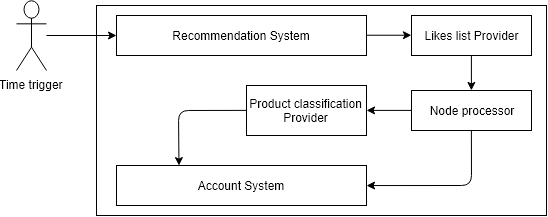 Recommendation System
Likes list Provider
Time trigger
Product classification
Provider
Node processor
Account System